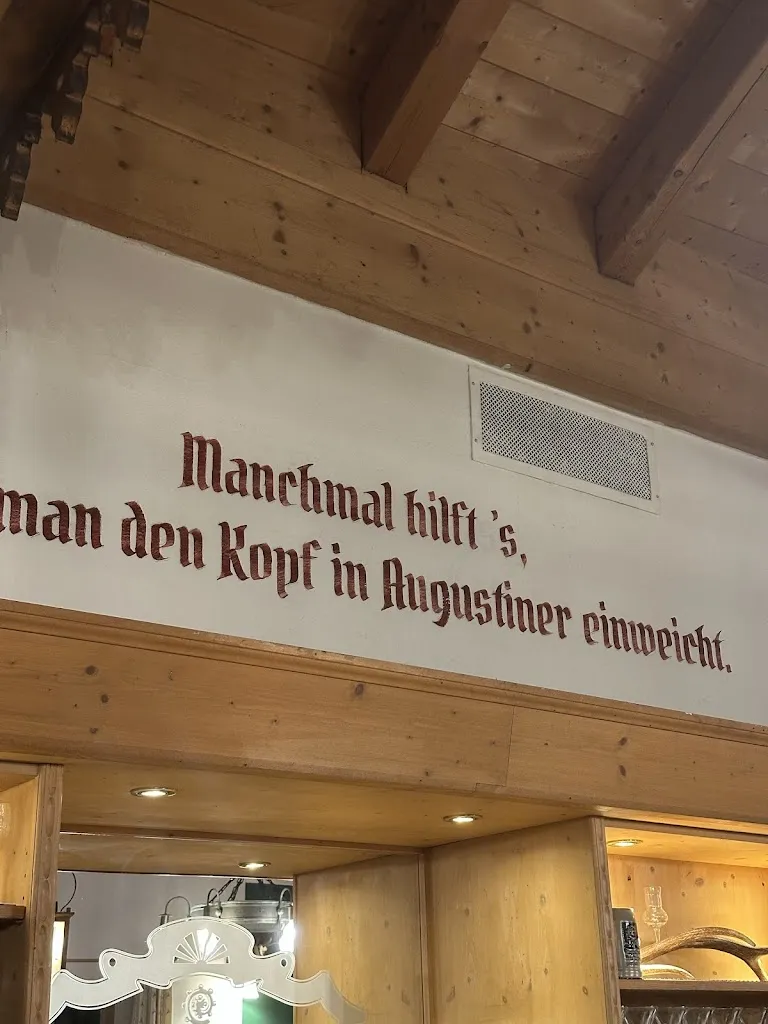 Manchmal hilft 's,
man den Kopf in Augustiner einweicht.